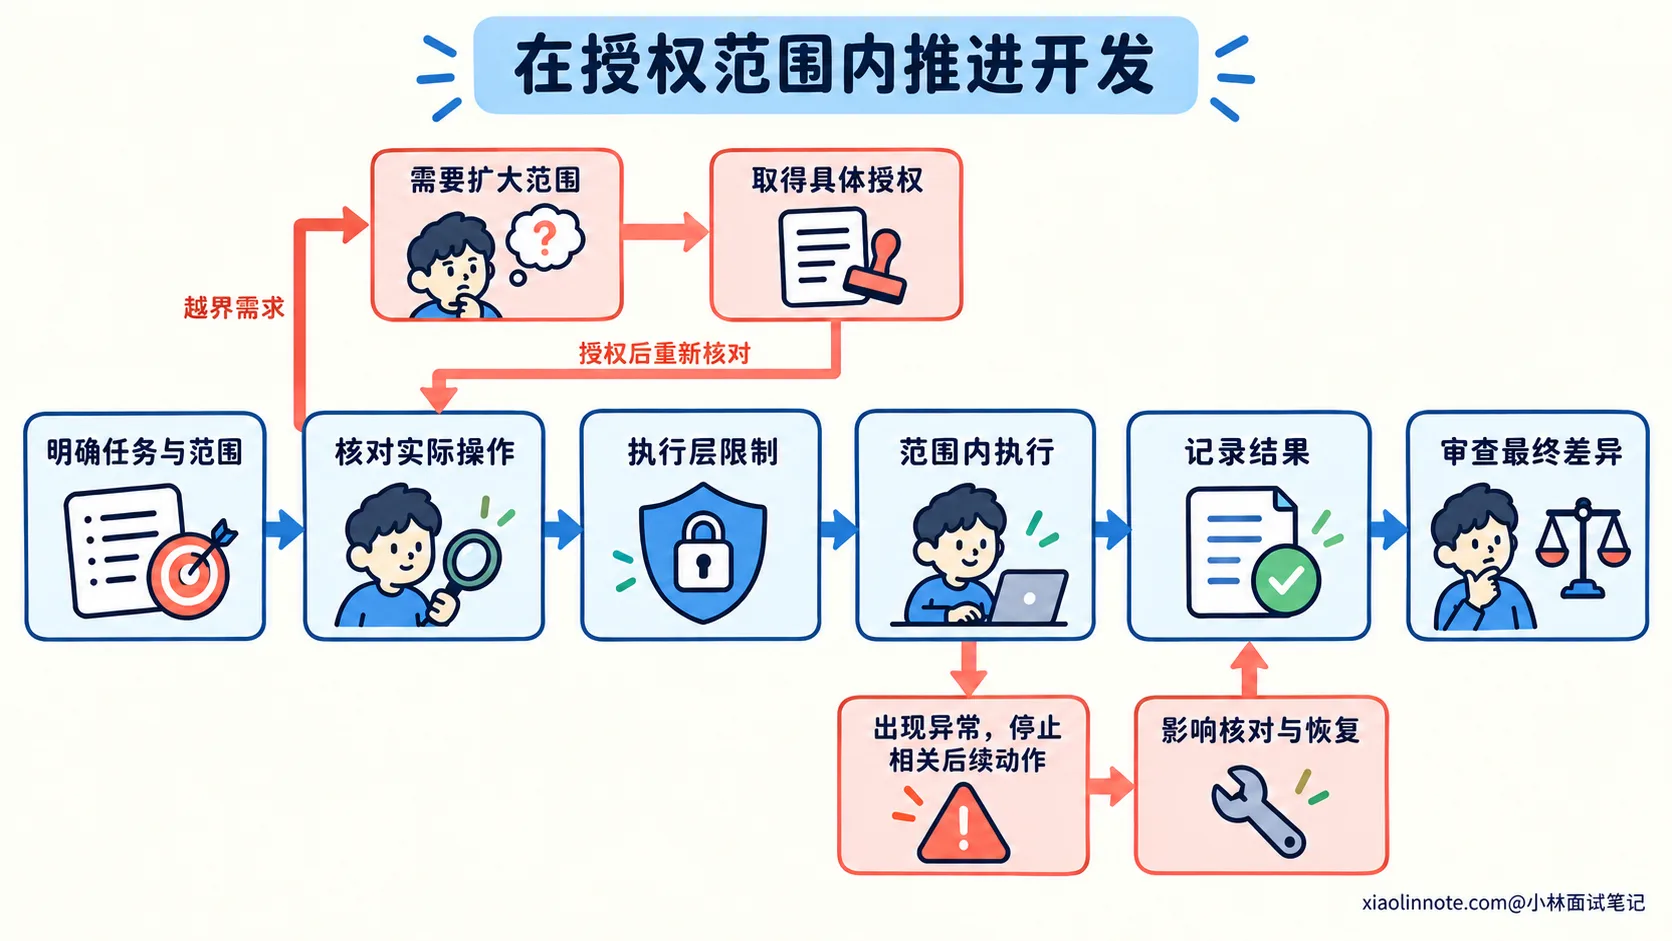 在授权范围内推进开发
需要扩大范围
取得具体授权
越界需求
授权后重新核对
明确任务与范围
核对实际操作
执行层限制
范围内执行
记录结果
审查最终差异
出现异常，停止
相关后续动作
影响核对与恢复
xiaolinnote.com@小林面试笔记